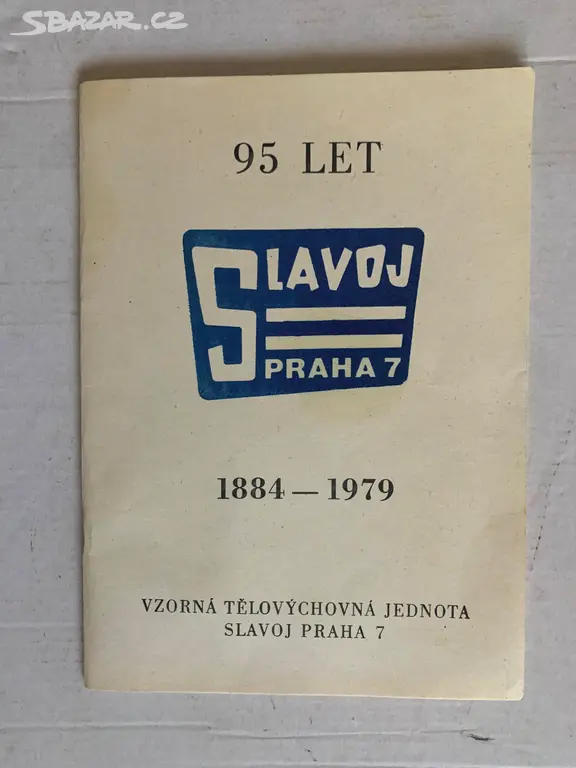 SBAZAR.CZ
95 LET
SLAVOJ
PRAHA 7
1884 — 1979
VZORNÁ TĚLOVÝCHOVNÁ JEDNOTA
SLAVOJ PRAHA 7